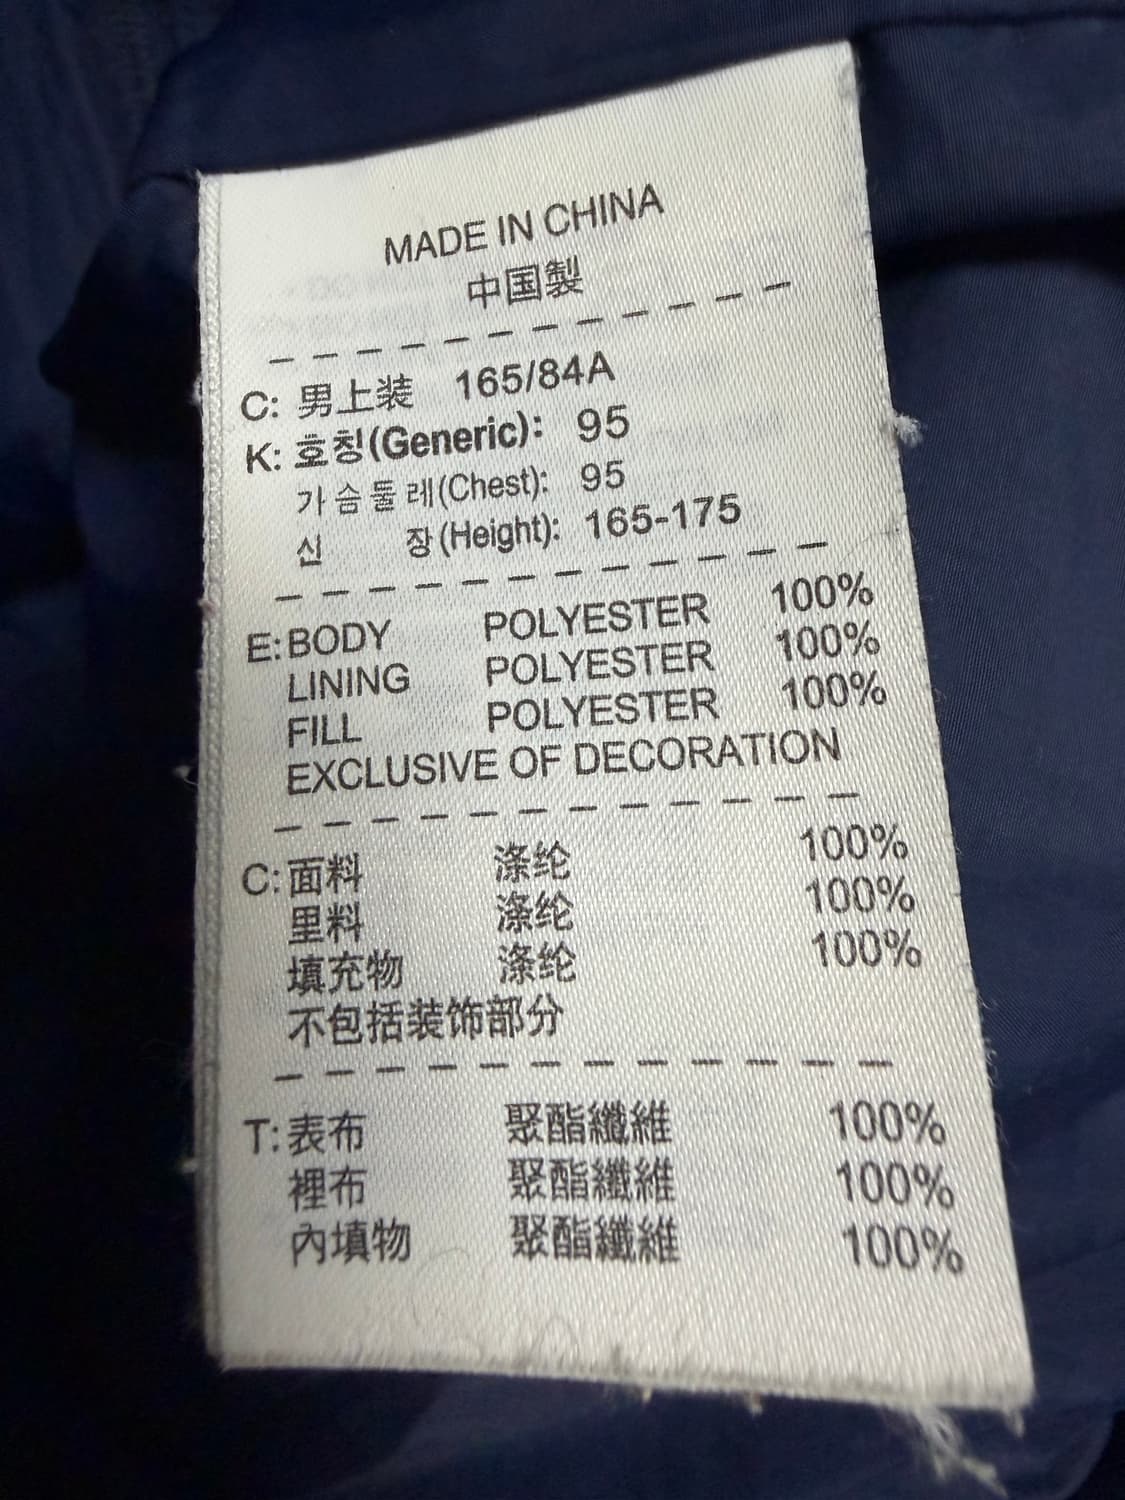 MADE IN CHINA
中国製
C: 男上装 165/84A
K: 호칭(Generic): 95
가슴둘레(Chest): 95
신 장(Height): 165-175
E: BODY POLYESTER 100%
LINING POLYESTER 100%
FILL POLYESTER 100%
EXCLUSIVE OF DECORATION
C: 面料 涤纶 100%
里料 涤纶 100%
填充物 涤纶 100%
不包括装饰部分
T: 表布 聚酯纖維 100%
裡布 聚酯纖維 100%
內填物 聚酯纖維 100%